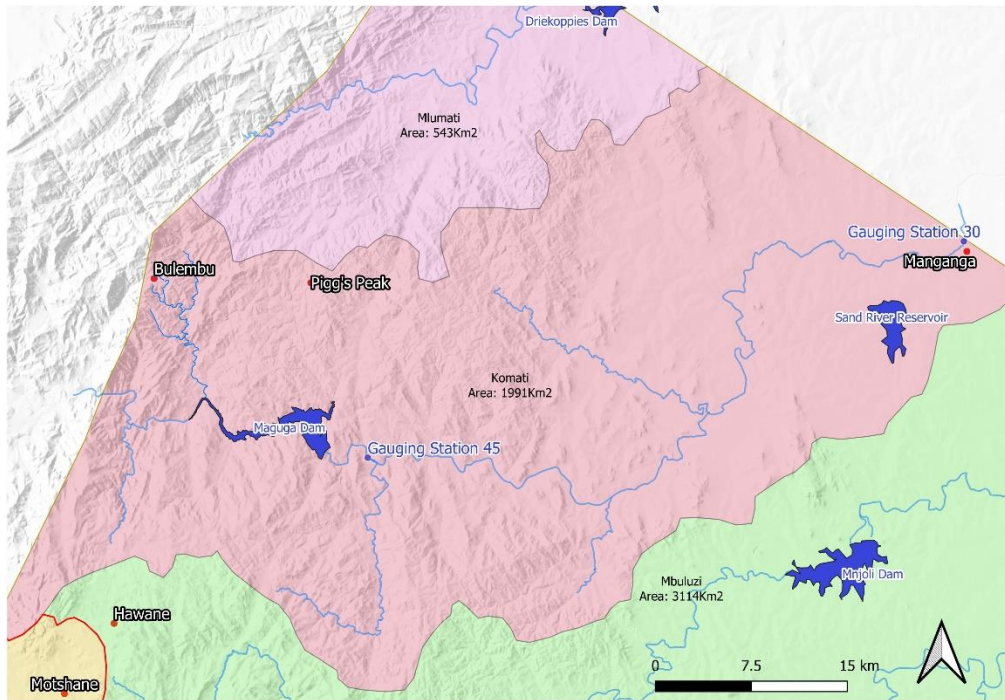 Driekoppies Dam
Mlumati
Area: 543Km2
Gauging Station 30
Manganga
Bulembu
Pigg's Peak
Sand River Reservoir
Komati
Area: 1991Km2
Maguga Dam
Gauging Station 45
Mnjoli Dam
Mbuluzi
Area: 3114Km2
Hawane
0 7.5 15 km
Motshane